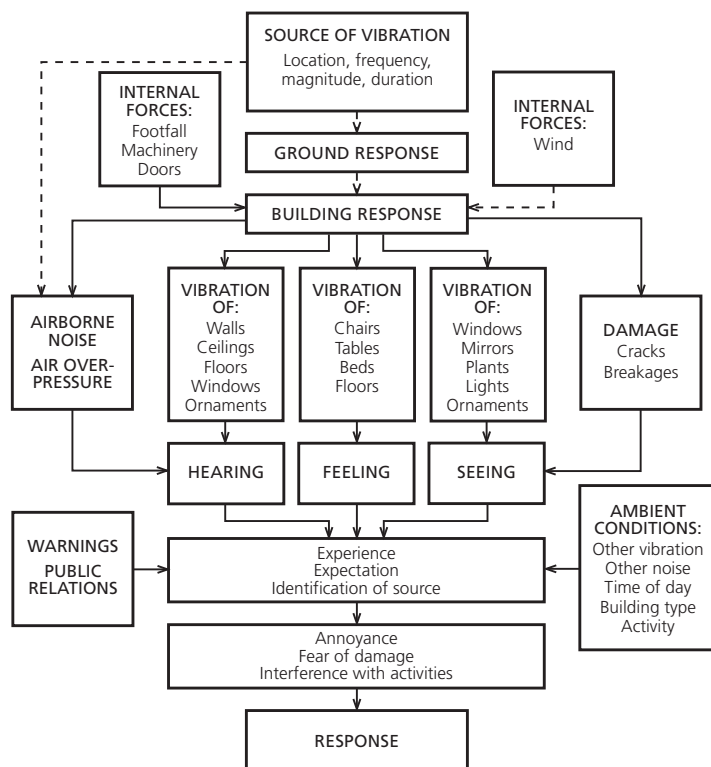 SOURCE OF VIBRATION
Location, frequency,
magnitude, duration
INTERNAL
FORCES:
Footfall
Machinery
Doors
INTERNAL
FORCES:
Wind
GROUND RESPONSE
BUILDING RESPONSE
AIRBORNE
NOISE
AIR OVER-
PRESSURE
VIBRATION
OF:
Walls
Ceilings
Floors
Windows
Ornaments
VIBRATION
OF:
Chairs
Tables
Beds
Floors
VIBRATION
OF:
Windows
Mirrors
Plants
Lights
Ornaments
DAMAGE
Cracks
Breakages
HEARING
FEELING
SEEING
WARNINGS
PUBLIC
RELATIONS
Experience
Expectation
Identification of source
AMBIENT
CONDITIONS:
Other vibration
Other noise
Time of day
Building type
Activity
Annoyance
Fear of damage
Interference with activities
RESPONSE